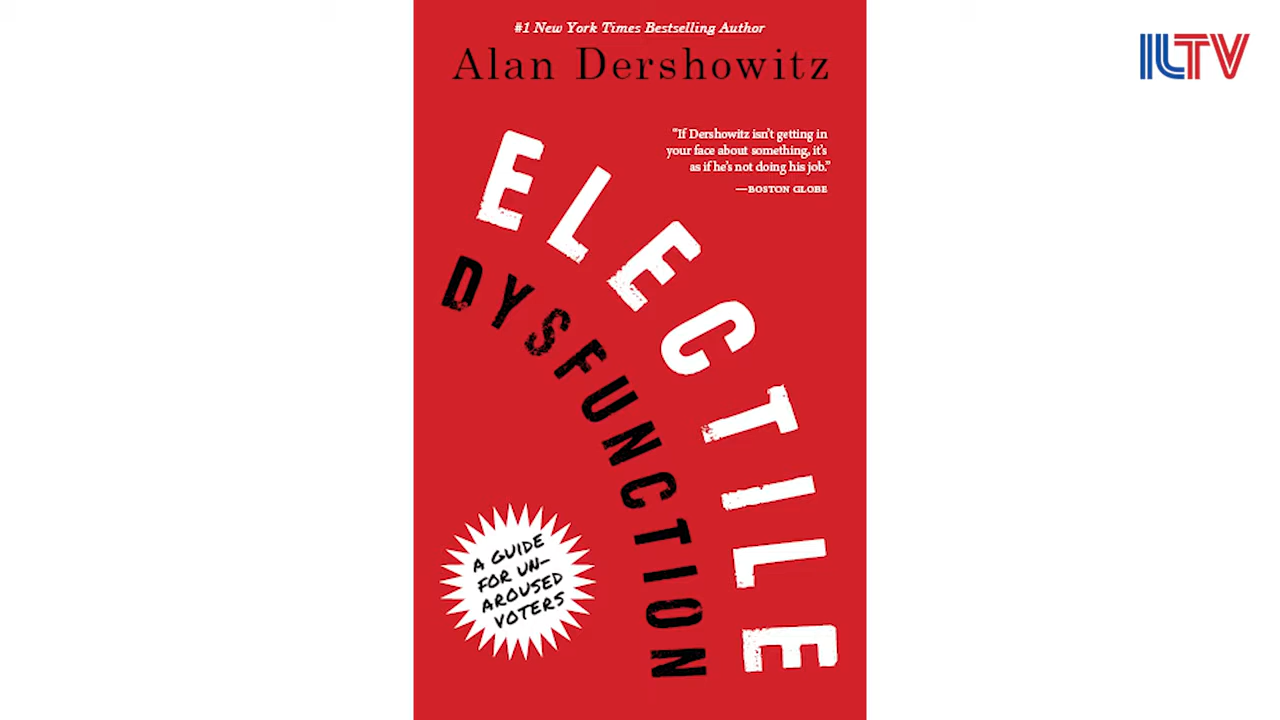 #1 New York Times Bestselling Author
Alan Dershowitz
“If Dershowitz isn’t getting in
your face about something, it’s
as if he’s not doing his job.”
—BOSTON GLOBE
ELECTILE
DYSFUNCTION
A GUIDE
FOR UN-
AROUSED
VOTERS
ILTV